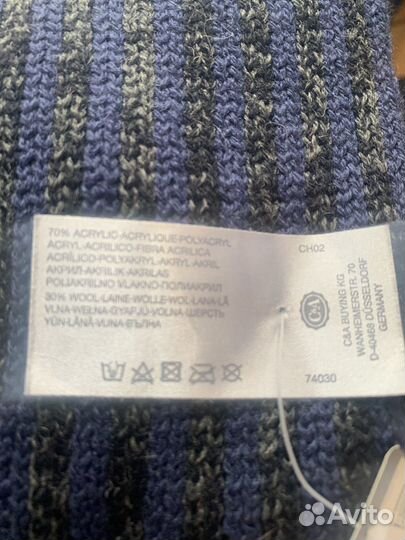 70% ACRYLIC-ACRYLIQUE-POLYACRYL
ACRYL-ACRILICO-FIBRA ACRILICA
ACRÍLICO-POLYAKRYL-AKRYL-AKRIL
АКРИЛ-AKRILIK-AKRILAS
POLIAKRILNO VLAKNO-ПОЛИАКРИЛ
30% WOOL-LAINE-WOLLE-WOL-LANA-LÃ
VLNA-WEŁNA-GYAPJÚ-VOLNA-ШЕРСТЬ
YÜN-LÂNĂ-VUNA-ВЪЛНА
CH02
C&A
C&A BUYING KG
WANHEIMERSTR. 70
D-40468 DÜSSELDORF
GERMANY
74030
Avito